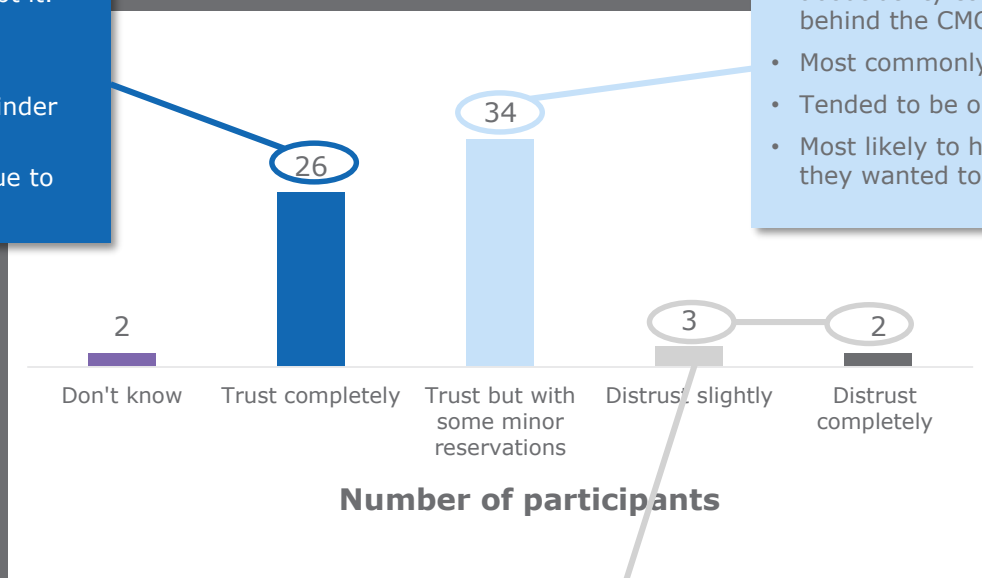 it.
inder
ue to
behind the CMO
• Most commonly
• Tended to be o
• Most likely to h
they wanted to
34
26
2
3
2
Don't know
Trust completely
Trust but with
some minor
reservations
Distrust slightly
Distrust
completely
Number of participants